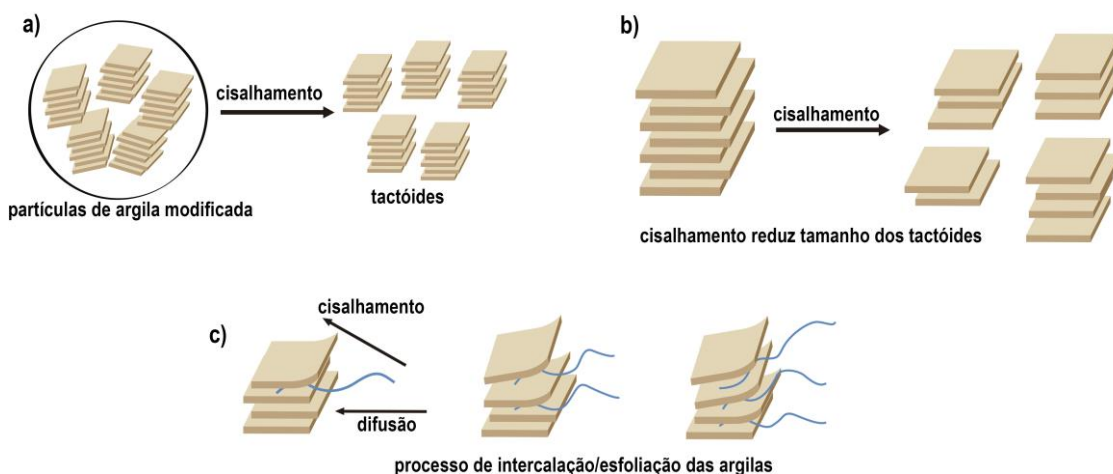 a)
cisalhamento
partículas de argila modificada
tactóides
b)
cisalhamento
cisalhamento reduz tamanho dos tactóides
c)
cisalhamento
difusão
processo de intercalação/esfoliação das argilas